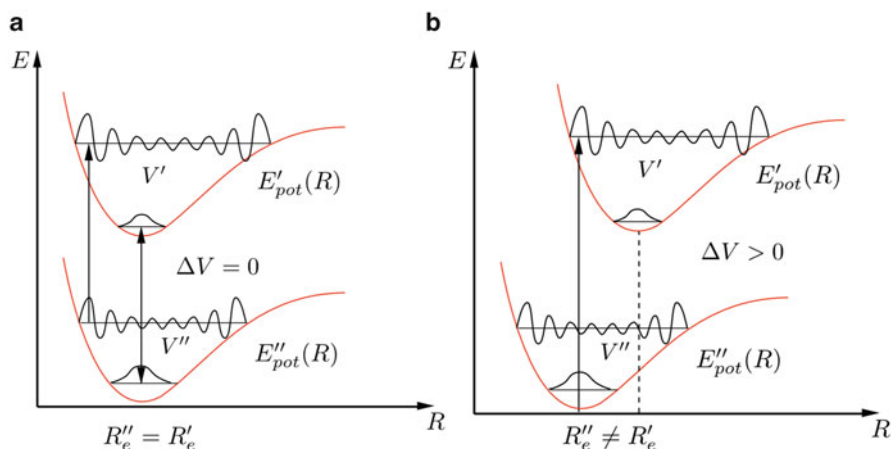 a
E
V′
E′pot(R)
ΔV = 0
V″
E″pot(R)
R
R″e = R′e
b
E
V′
E′pot(R)
ΔV > 0
V″
E″pot(R)
R
R″e ≠ R′e